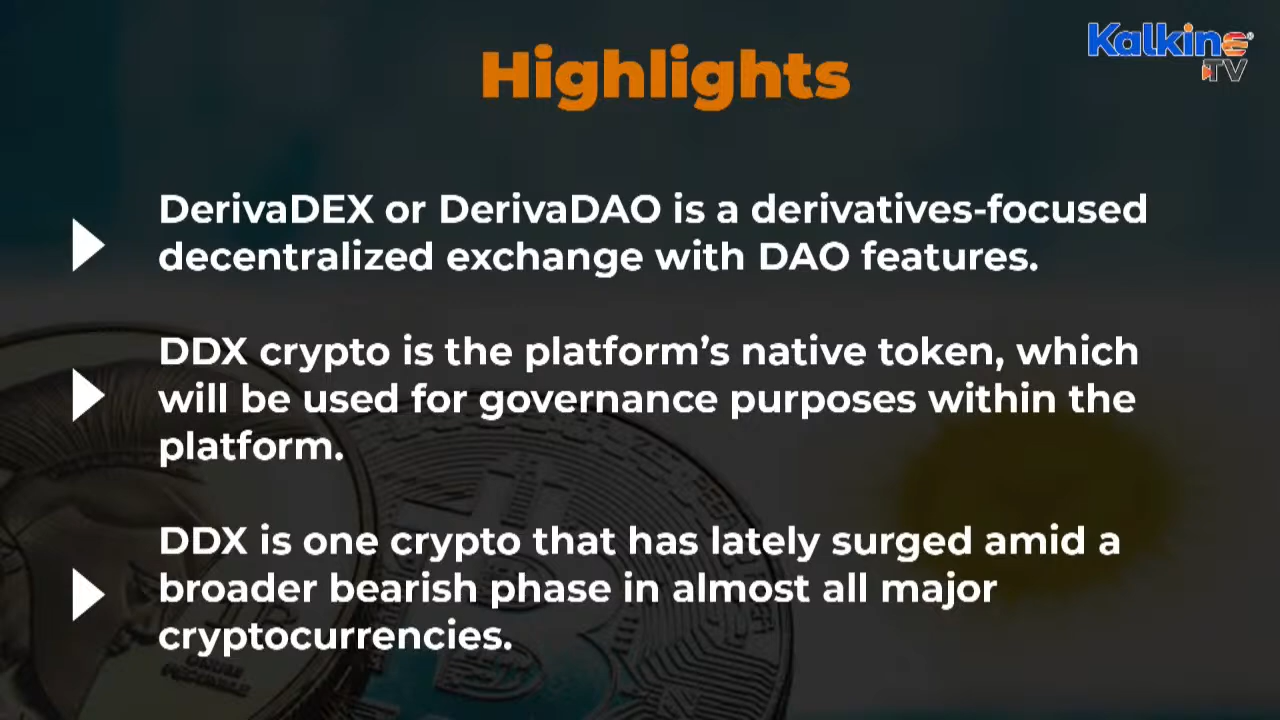 Highlights
Kalkine
TV
DerivaDEX or DerivaDAO is a derivatives-focused
decentralized exchange with DAO features.
DDX crypto is the platform’s native token, which
will be used for governance purposes within the
platform.
DDX is one crypto that has lately surged amid a
broader bearish phase in almost all major
cryptocurrencies.